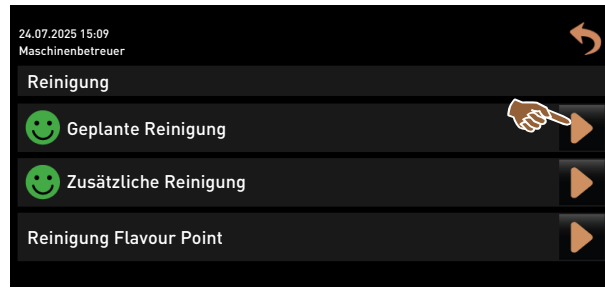 24.07.2025 15:09
Maschinenbetreuer
Reinigung
Geplante Reinigung
Zusätzliche Reinigung
Reinigung Flavour Point